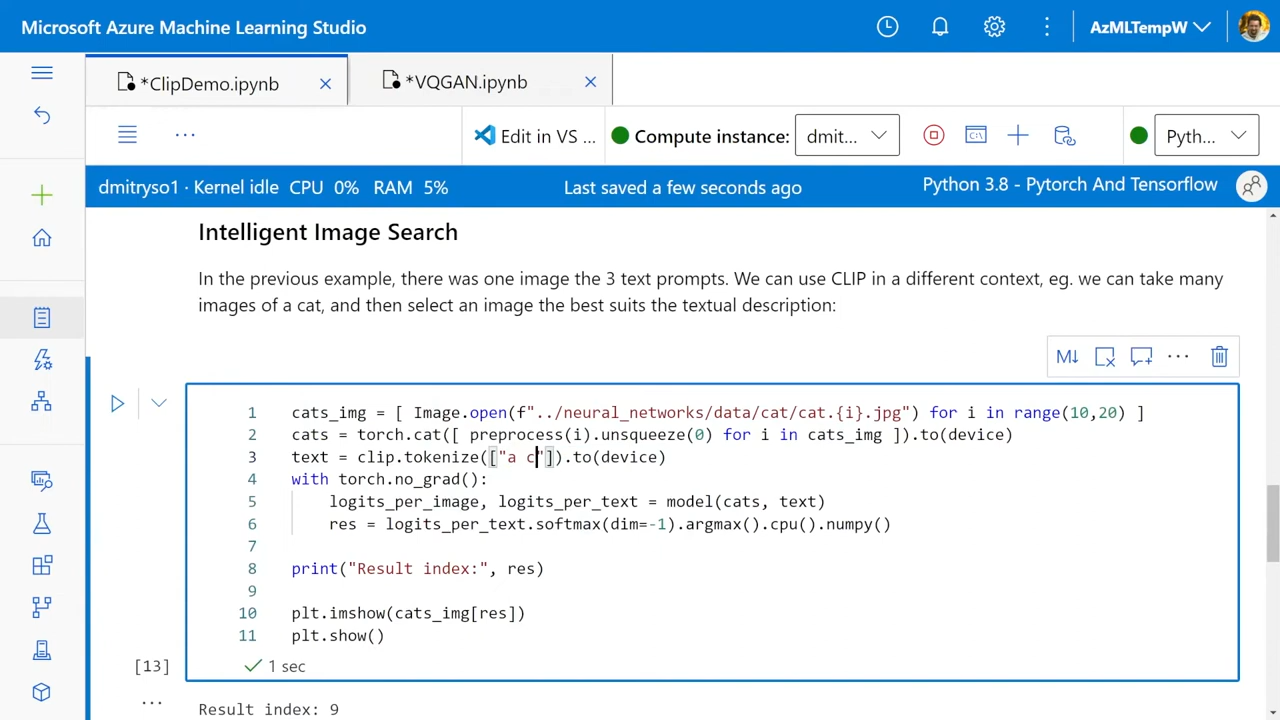 Microsoft Azure Machine Learning Studio
AzMLTempW
*ClipDemo.ipynb
*VQGAN.ipynb
Edit in VS ...
Compute instance:
dmit...
Pyth...
dmitryso1 · Kernel idle CPU 0% RAM 5%
Last saved a few seconds ago
Python 3.8 - Pytorch And Tensorflow
Intelligent Image Search
In the previous example, there was one image the 3 text prompts. We can use CLIP in a different context, eg. we can take many
images of a cat, and then select an image the best suits the textual description:
M↓
1 cats_img = [ Image.open(f"../neural_networks/data/cat/cat.{i}.jpg") for i in range(10,20) ]
2 cats = torch.cat([ preprocess(i).unsqueeze(0) for i in cats_img ]).to(device)
3 text = clip.tokenize(["a c"]).to(device)
4 with torch.no_grad():
5 logits_per_image, logits_per_text = model(cats, text)
6 res = logits_per_text.softmax(dim=-1).argmax().cpu().numpy()
7
8 print("Result index:", res)
9
10 plt.imshow(cats_img[res])
11 plt.show()
[13]
1 sec
Result index: 9